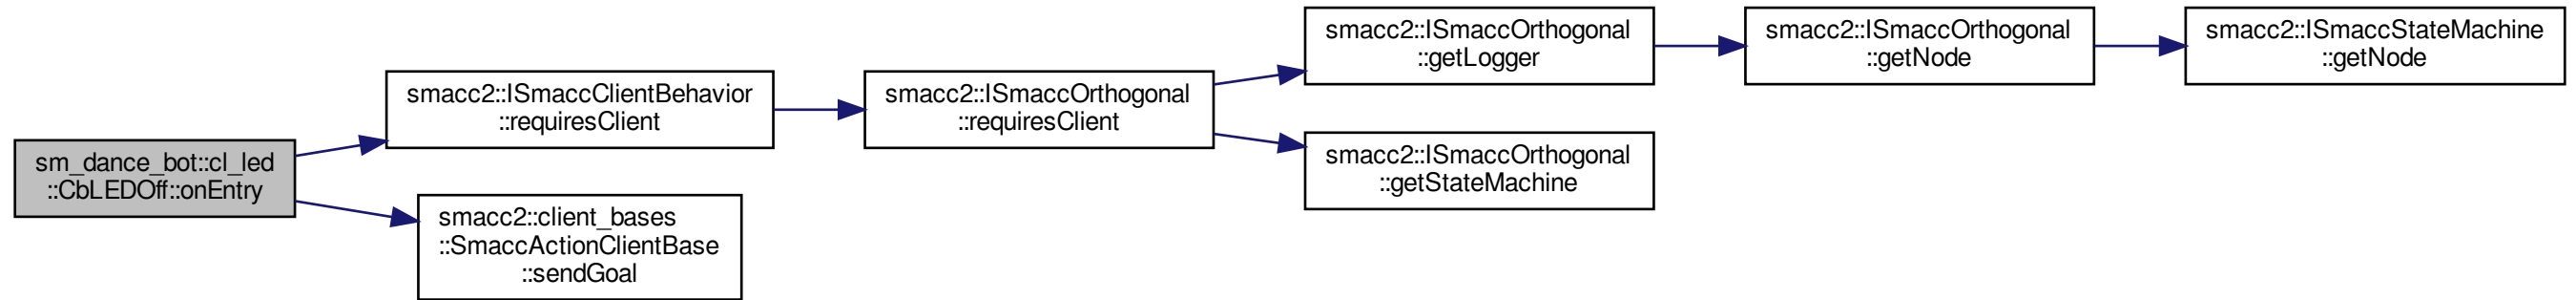 sm_dance_bot::cl_led
::CbLEDOff::onEntry
smacc2::ISmaccClientBehavior
::requiresClient
smacc2::client_bases
::SmaccActionClientBase
::sendGoal
smacc2::ISmaccOrthogonal
::requiresClient
smacc2::ISmaccOrthogonal
::getLogger
smacc2::ISmaccOrthogonal
::getStateMachine
smacc2::ISmaccOrthogonal
::getNode
smacc2::ISmaccStateMachine
::getNode